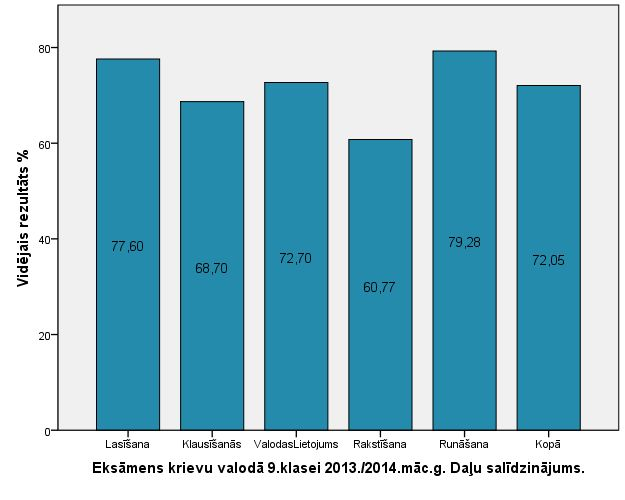 Vidējais rezultāts %
80
60
40
20
0
77,60
68,70
72,70
60,77
79,28
72,05
Lasīšana
Klausīšanās
ValodasLietojums
Rakstīšana
Runāšana
Kopā
Eksāmens krievu valodā 9.klasei 2013./2014.māc.g. Daļu salīdzinājums.